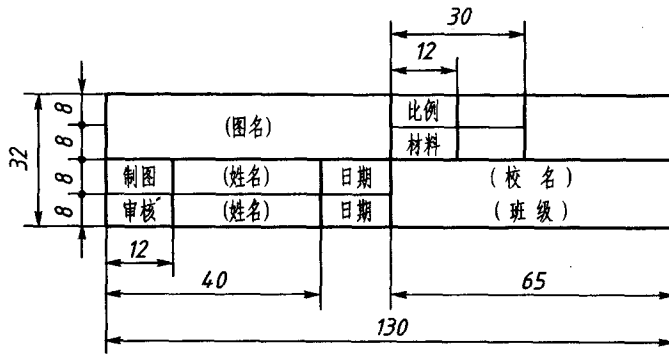 30
12
比例
(图名)
材料
32
8
8
8
8
制图 (姓名) 日期 (校名)
审核 (姓名) 日期 (班级)
12
40 65
130